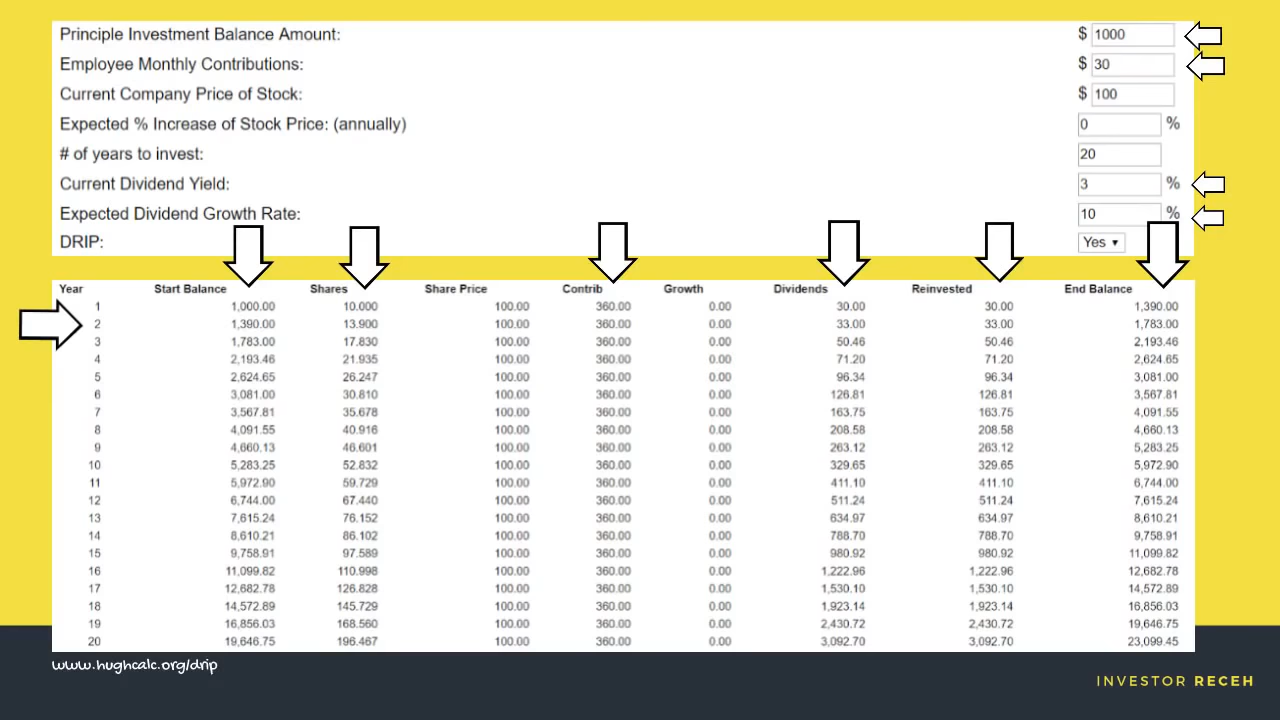 Principle Investment Balance Amount: $ 1000
Employee Monthly Contributions: $ 30
Current Company Price of Stock: $ 100
Expected % Increase of Stock Price: (annually) 0 %
# of years to invest: 20
Current Dividend Yield: 3 %
Expected Dividend Growth Rate: 10 %
DRIP: Yes
Year Start Balance Shares Share Price Contrib Growth Dividends Reinvested End Balance
1 1,000.00 10.000 100.00 360.00 0.00 30.00 30.00 1,390.00
2 1,390.00 13.900 100.00 360.00 0.00 33.00 33.00 1,783.00
3 1,783.00 17.830 100.00 360.00 0.00 50.46 50.46 2,193.46
4 2,193.46 21.935 100.00 360.00 0.00 71.20 71.20 2,624.65
5 2,624.65 26.247 100.00 360.00 0.00 96.34 96.34 3,081.00
6 3,081.00 30.810 100.00 360.00 0.00 126.81 126.81 3,567.81
7 3,567.81 35.678 100.00 360.00 0.00 163.75 163.75 4,091.55
8 4,091.55 40.916 100.00 360.00 0.00 208.58 208.58 4,660.13
9 4,660.13 46.601 100.00 360.00 0.00 263.12 263.12 5,283.25
10 5,283.25 52.832 100.00 360.00 0.00 329.65 329.65 5,972.90
11 5,972.90 59.729 100.00 360.00 0.00 411.10 411.10 6,744.00
12 6,744.00 67.440 100.00 360.00 0.00 511.24 511.24 7,615.24
13 7,615.24 76.152 100.00 360.00 0.00 634.97 634.97 8,610.21
14 8,610.21 86.102 100.00 360.00 0.00 788.70 788.70 9,758.91
15 9,758.91 97.589 100.00 360.00 0.00 980.92 980.92 11,099.82
16 11,099.82 110.998 100.00 360.00 0.00 1,222.96 1,222.96 12,682.78
17 12,682.78 126.828 100.00 360.00 0.00 1,530.10 1,530.10 14,572.89
18 14,572.89 145.729 100.00 360.00 0.00 1,923.14 1,923.14 16,856.03
19 16,856.03 168.560 100.00 360.00 0.00 2,430.72 2,430.72 19,646.75
20 19,646.75 196.467 100.00 360.00 0.00 3,092.70 3,092.70 23,099.45
www.hughcalc.org/drip
INVESTOR RECEH